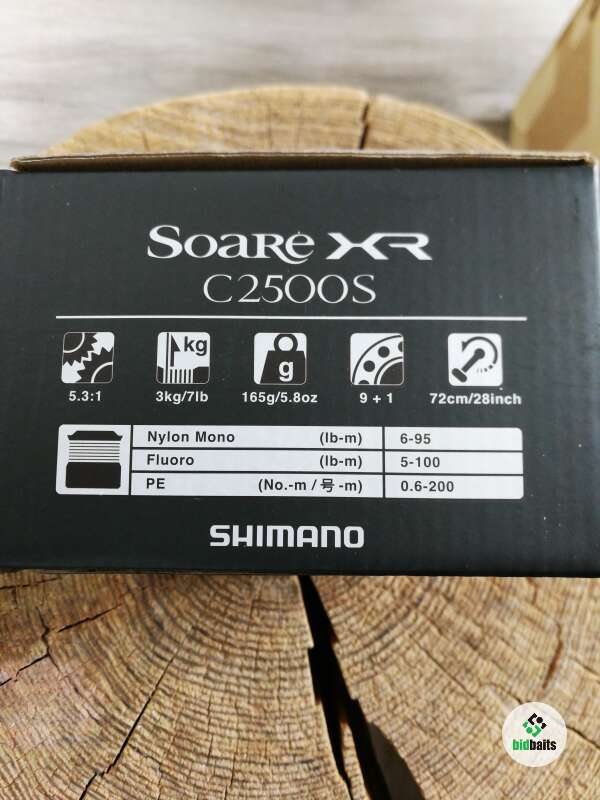 SOARE XR
C2500S
kg
g
5.3:1
3kg/7lb
165g/5.8oz
9 + 1
72cm/28inch
Nylon Mono (lb-m) 6-95
Fluoro (lb-m) 5-100
PE (No.-m / 号 -m) 0.6-200
SHIMANO
bidbaits